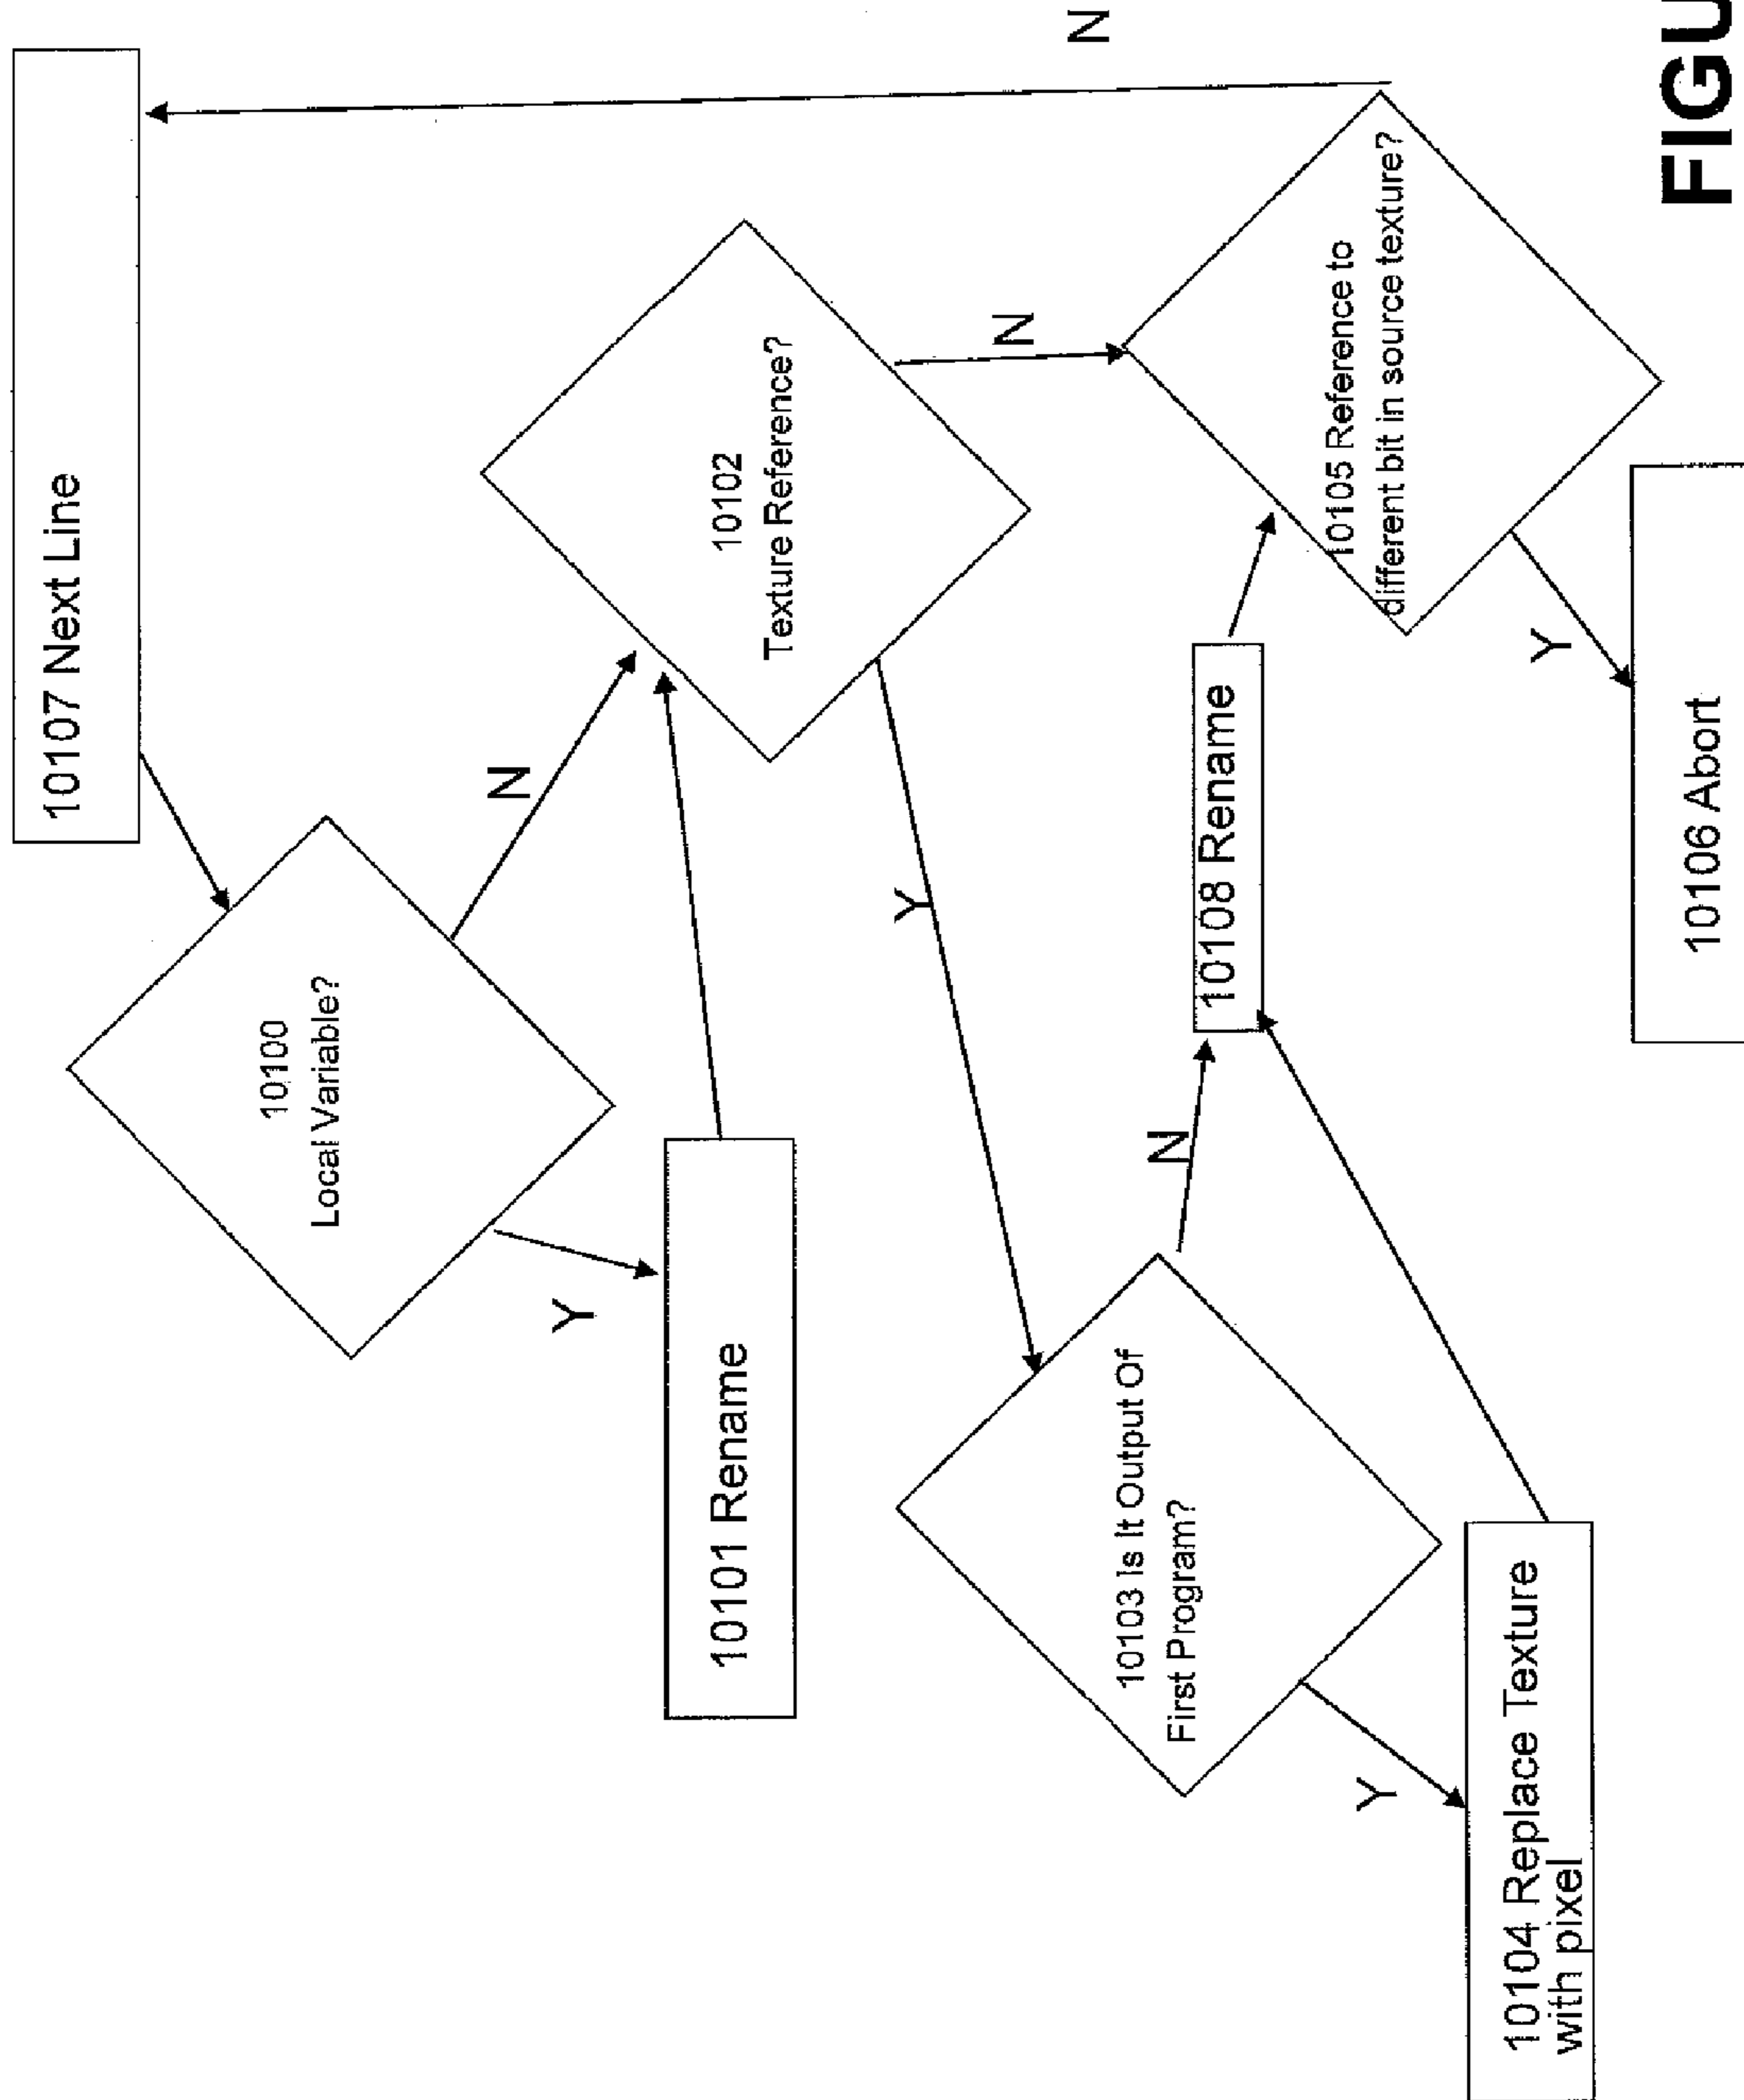 10107 Next Line
10100
Local Variable?
N
Y
10101 Rename
10102
Texture Reference?
Y
N
10103 Is It Output Of
First Program?
N
Y
10108 Rename
10104 Replace Texture
with pixel
10105 Reference to
different bit in source texture?
N
Y
10106 Abort